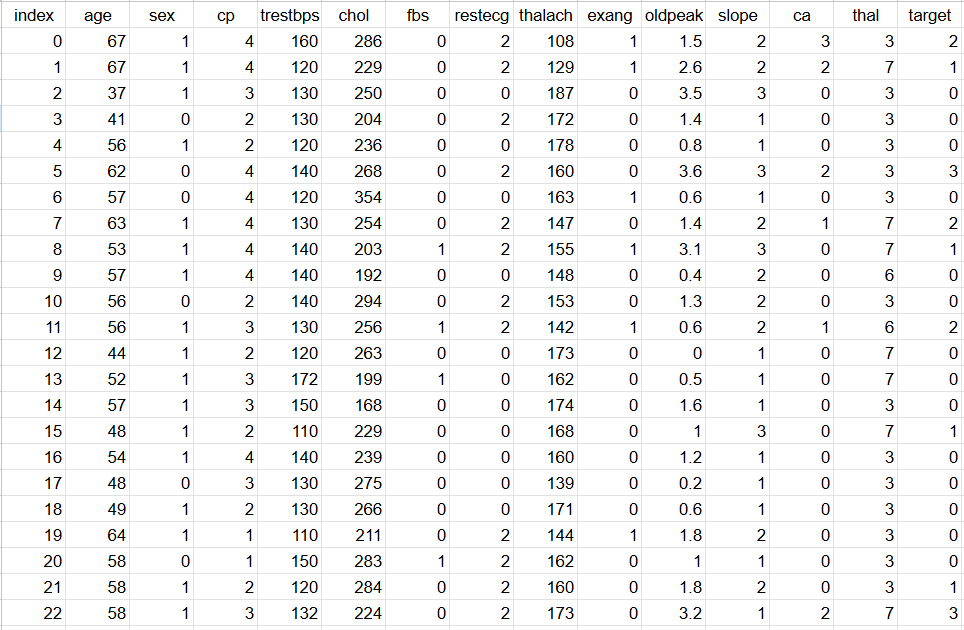 index age sex cp trestbps chol fbs restecg thalach exang oldpeak slope ca thal target
0 67 1 4 160 286 0 2 108 1 1.5 2 3 3 2
1 67 1 4 120 229 0 2 129 1 2.6 2 2 7 1
2 37 1 3 130 250 0 0 187 0 3.5 3 0 3 0
3 41 0 2 130 204 0 2 172 0 1.4 1 0 3 0
4 56 1 2 120 236 0 0 178 0 0.8 1 0 3 0
5 62 0 4 140 268 0 2 160 0 3.6 3 2 3 3
6 57 0 4 120 354 0 0 163 1 0.6 1 0 3 0
7 63 1 4 130 254 0 2 147 0 1.4 2 1 7 2
8 53 1 4 140 203 1 2 155 1 3.1 3 0 7 1
9 57 1 4 140 192 0 0 148 0 0.4 2 0 6 0
10 56 0 2 140 294 0 2 153 0 1.3 2 0 3 0
11 56 1 3 130 256 1 2 142 1 0.6 2 1 6 2
12 44 1 2 120 263 0 0 173 0 0 1 0 7 0
13 52 1 3 172 199 1 0 162 0 0.5 1 0 7 0
14 57 1 3 150 168 0 0 174 0 1.6 1 0 3 0
15 48 1 2 110 229 0 0 168 0 1 3 0 7 1
16 54 1 4 140 239 0 0 160 0 1.2 1 0 3 0
17 48 0 3 130 275 0 0 139 0 0.2 1 0 3 0
18 49 1 2 130 266 0 0 171 0 0.6 1 0 3 0
19 64 1 1 110 211 0 2 144 1 1.8 2 0 3 0
20 58 0 1 150 283 1 2 162 0 1 1 0 3 0
21 58 1 2 120 284 0 2 160 0 1.8 2 0 3 1
22 58 1 3 132 224 0 2 173 0 3.2 1 2 7 3